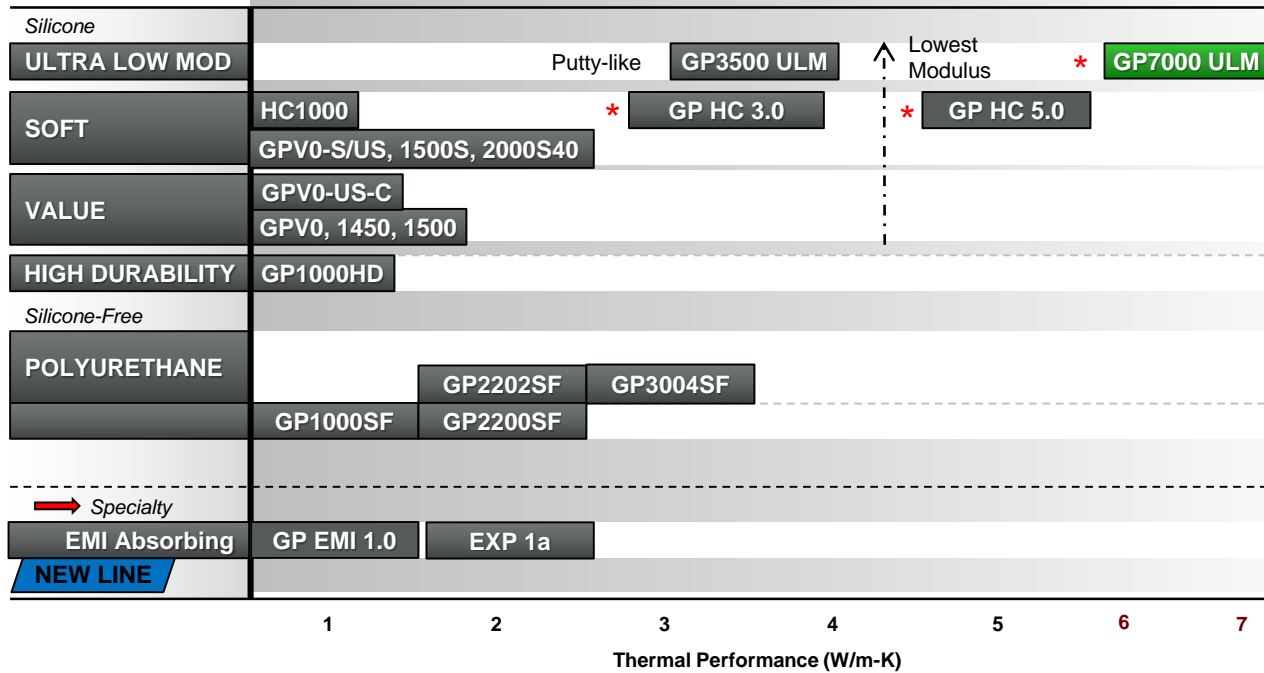 Silicone
ULTRA LOW MOD
Putty-like
GP3500 ULM
Lowest
Modulus
*
GP7000 ULM
SOFT
HC1000
*
GP HC 3.0
*
GP HC 5.0
GPV0-S/US, 1500S, 2000S40
VALUE
GPV0-US-C
GPV0, 1450, 1500
HIGH DURABILITY
GP1000HD
Silicone-Free
POLYURETHANE
GP2202SF
GP3004SF
GP1000SF
GP2200SF
Specialty
EMI Absorbing
GP EMI 1.0
EXP 1a
NEW LINE
1 2 3 4 5 6 7
Thermal Performance (W/m-K)